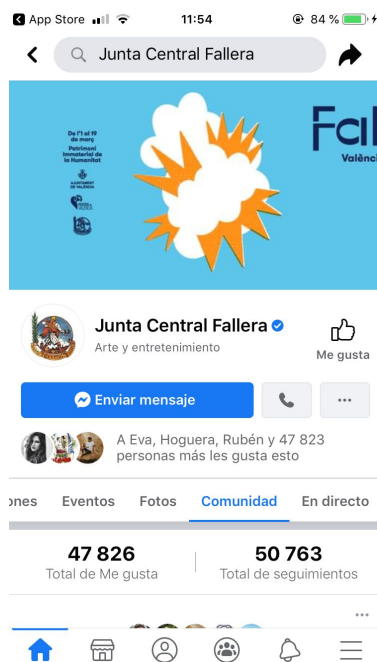 App Store
11:54
84 %
Junta Central Fallera
De l'1 al 19
de març
Patrimoni
Immaterial de
la Humanitat
AJUNTAMENT
DE VALÈNCIA
Fal
Valènci
Junta Central Fallera
Arte y entretenimiento
Me gusta
Enviar mensaje
A Eva, Hoguera, Rubén y 47 823
personas más les gusta esto
ones Eventos Fotos Comunidad En directo
47 826
50 763
Total de Me gusta
Total de seguimientos